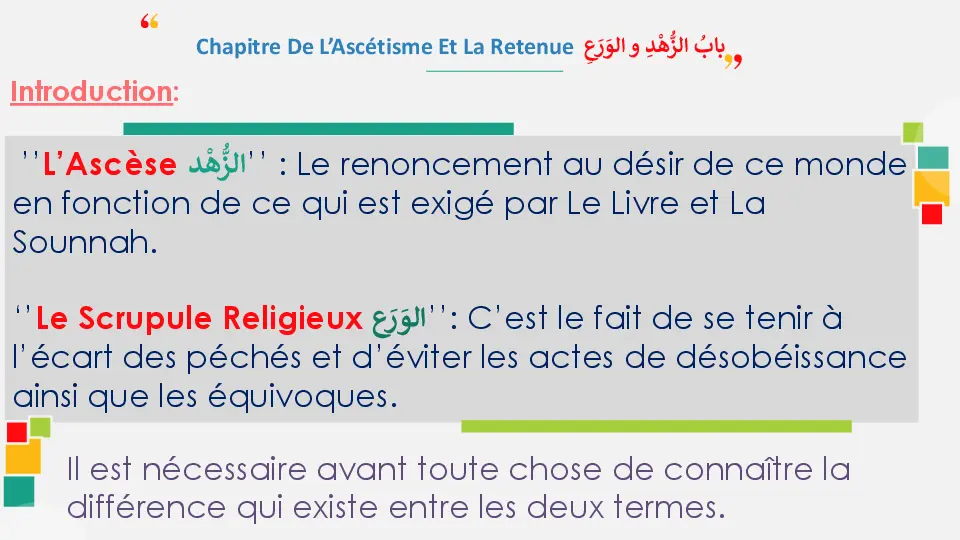 “
Chapitre De L’Ascétisme Et La Retenue بابُ الزُّهْدِ و الوَرَعِ
”
Introduction:
’’L’Ascèse الزُّهْد’’ : Le renoncement au désir de ce monde
en fonction de ce qui est exigé par Le Livre et La
Sounnah.
‘’Le Scrupule Religieux الوَرَع’’: C’est le fait de se tenir à
l’écart des péchés et d’éviter les actes de désobéissance
ainsi que les équivoques.
Il est nécessaire avant toute chose de connaître la
différence qui existe entre les deux termes.